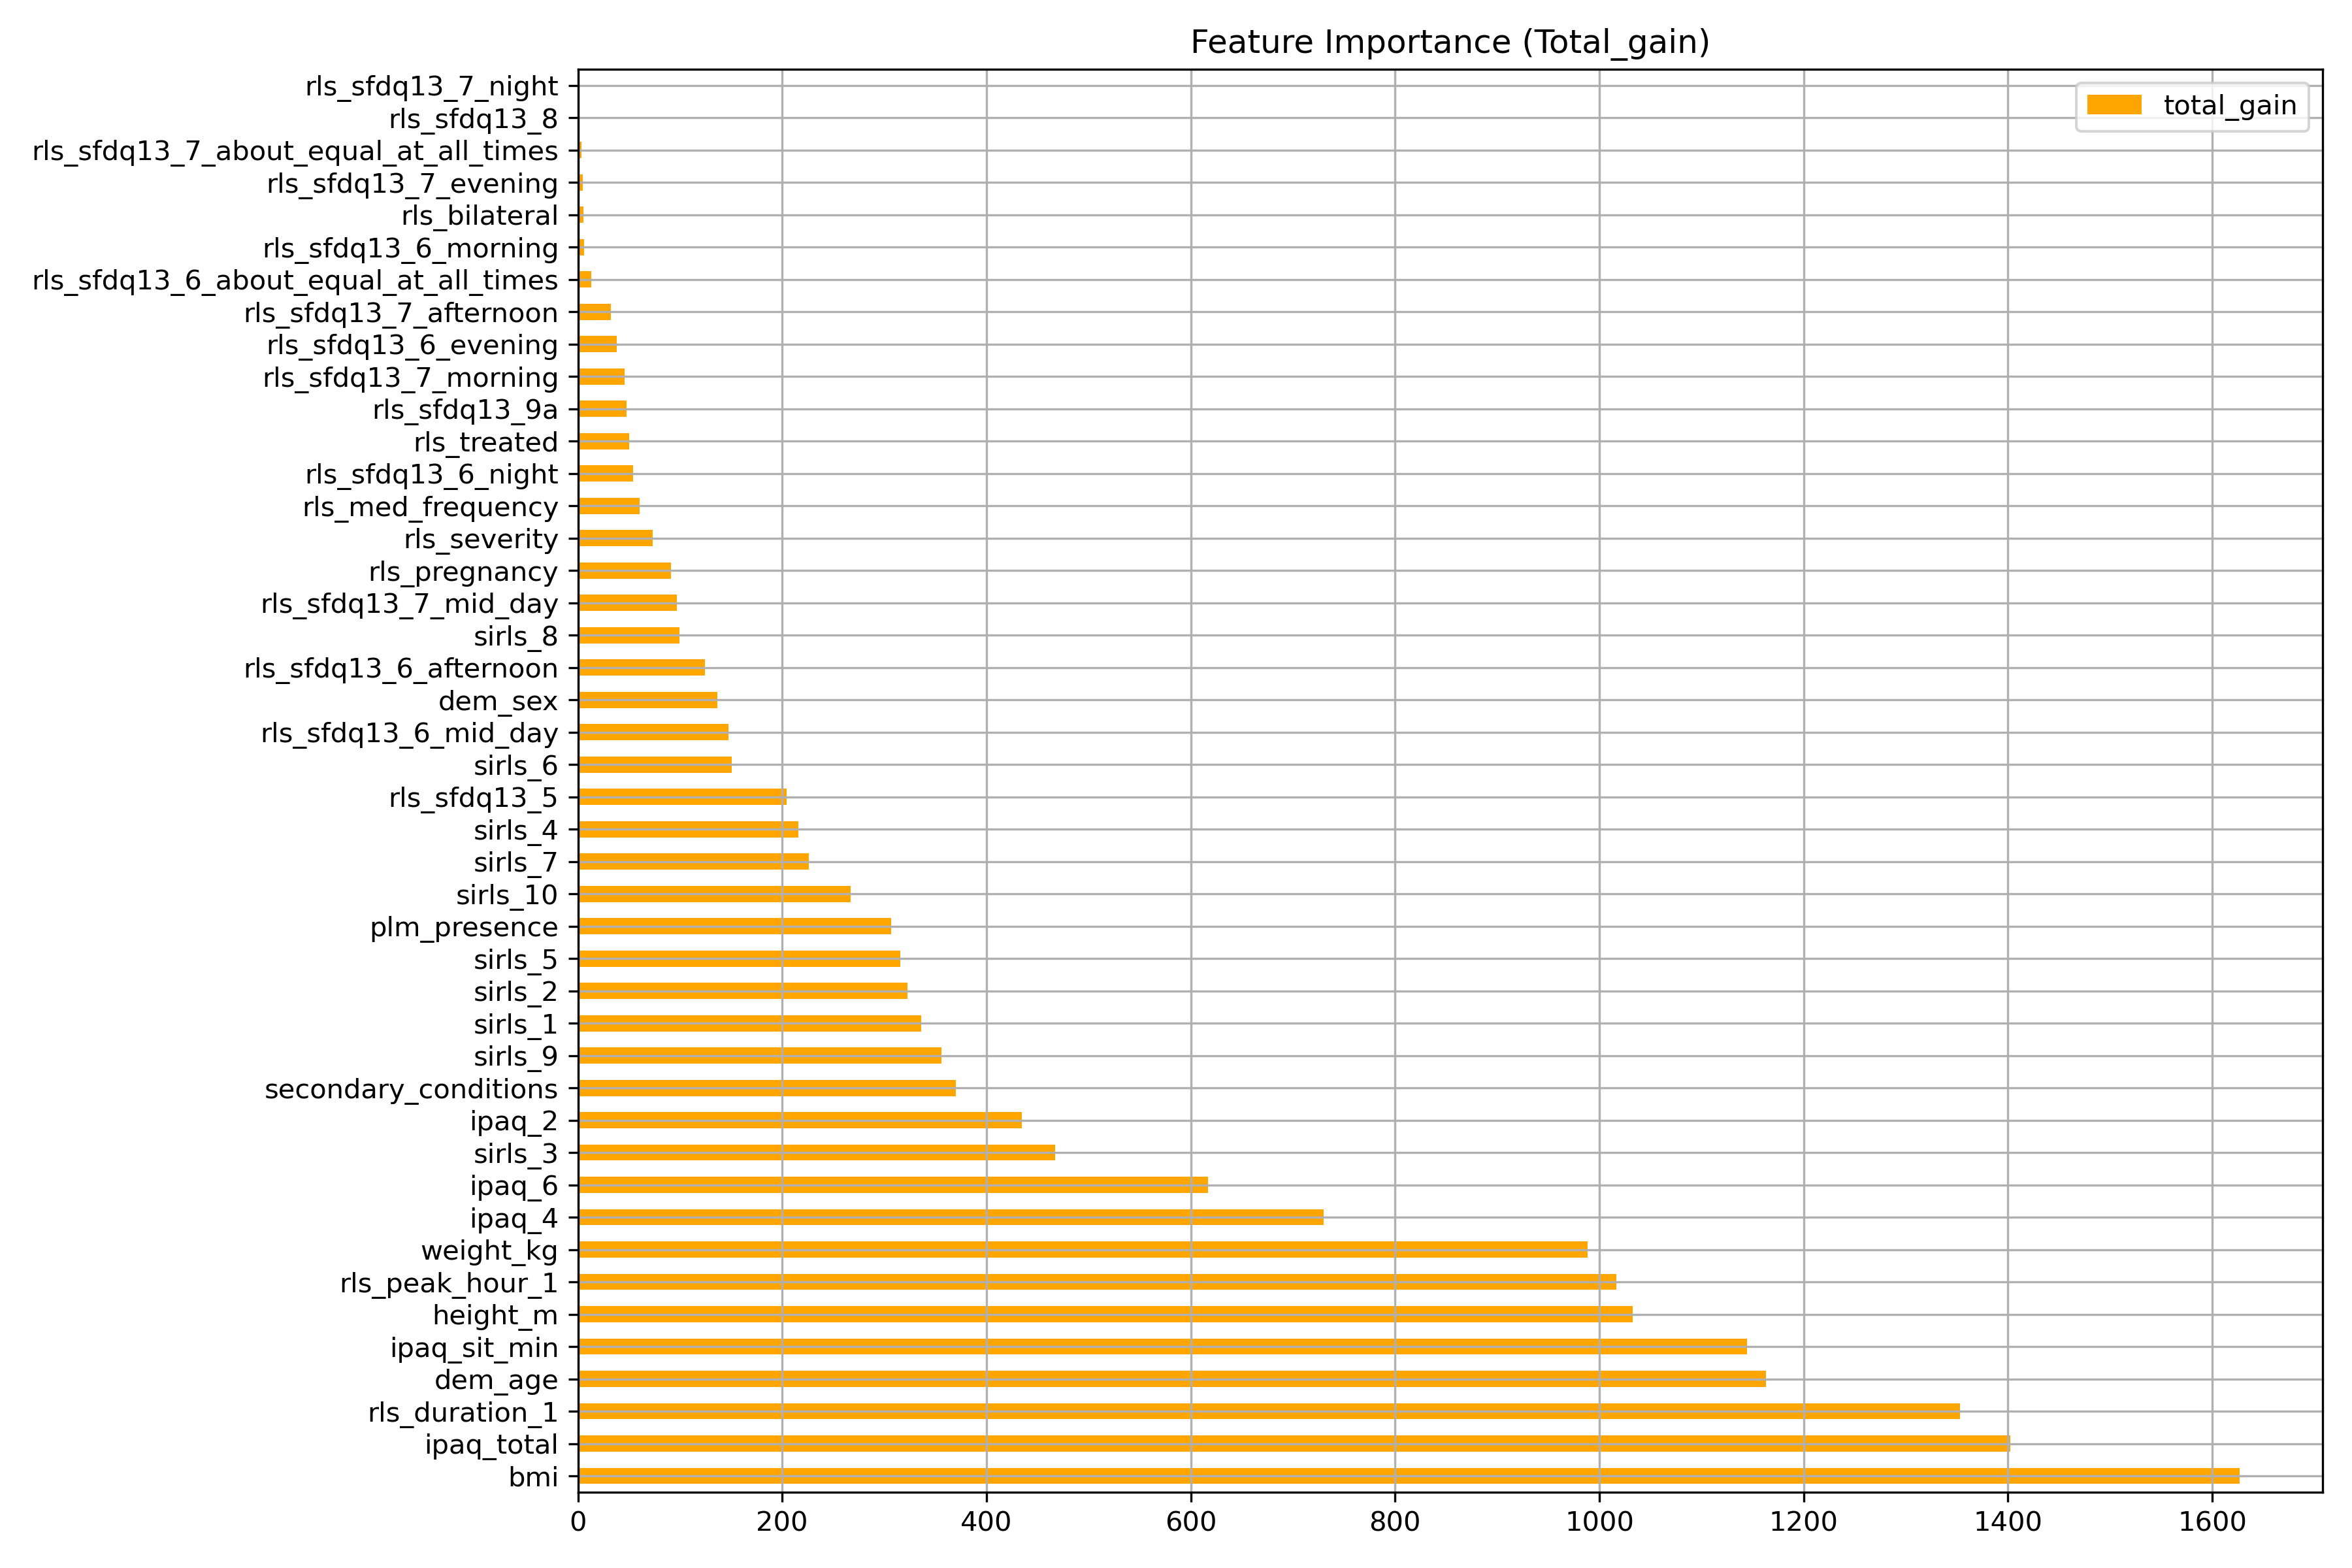 Feature Importance (Total_gain)
total_gain
rls_sfdq13_7_night
rls_sfdq13_8
rls_sfdq13_7_about_equal_at_all_times
rls_sfdq13_7_evening
rls_bilateral
rls_sfdq13_6_morning
rls_sfdq13_6_about_equal_at_all_times
rls_sfdq13_7_afternoon
rls_sfdq13_6_evening
rls_sfdq13_7_morning
rls_sfdq13_9a
rls_treated
rls_sfdq13_6_night
rls_med_frequency
rls_severity
rls_pregnancy
rls_sfdq13_7_mid_day
sirls_8
rls_sfdq13_6_afternoon
dem_sex
rls_sfdq13_6_mid_day
sirls_6
rls_sfdq13_5
sirls_4
sirls_7
sirls_10
plm_presence
sirls_5
sirls_2
sirls_1
sirls_9
secondary_conditions
ipaq_2
sirls_3
ipaq_6
ipaq_4
weight_kg
rls_peak_hour_1
height_m
ipaq_sit_min
dem_age
rls_duration_1
ipaq_total
bmi
0 200 400 600 800 1000 1200 1400 1600